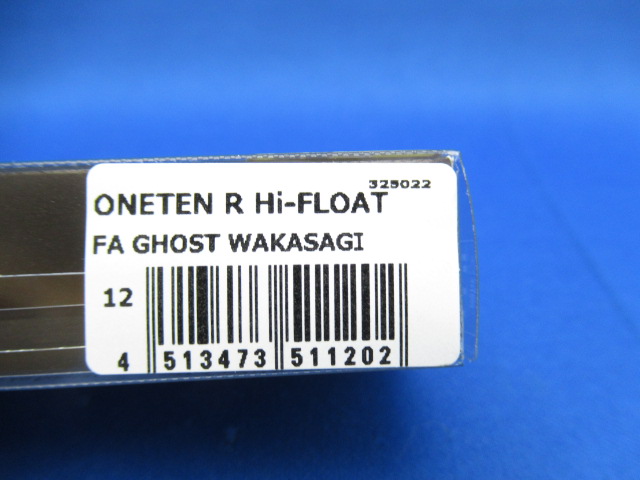 325022
ONETEN R Hi-FLOAT
FA GHOST WAKASAGI
12
4 513473 511202